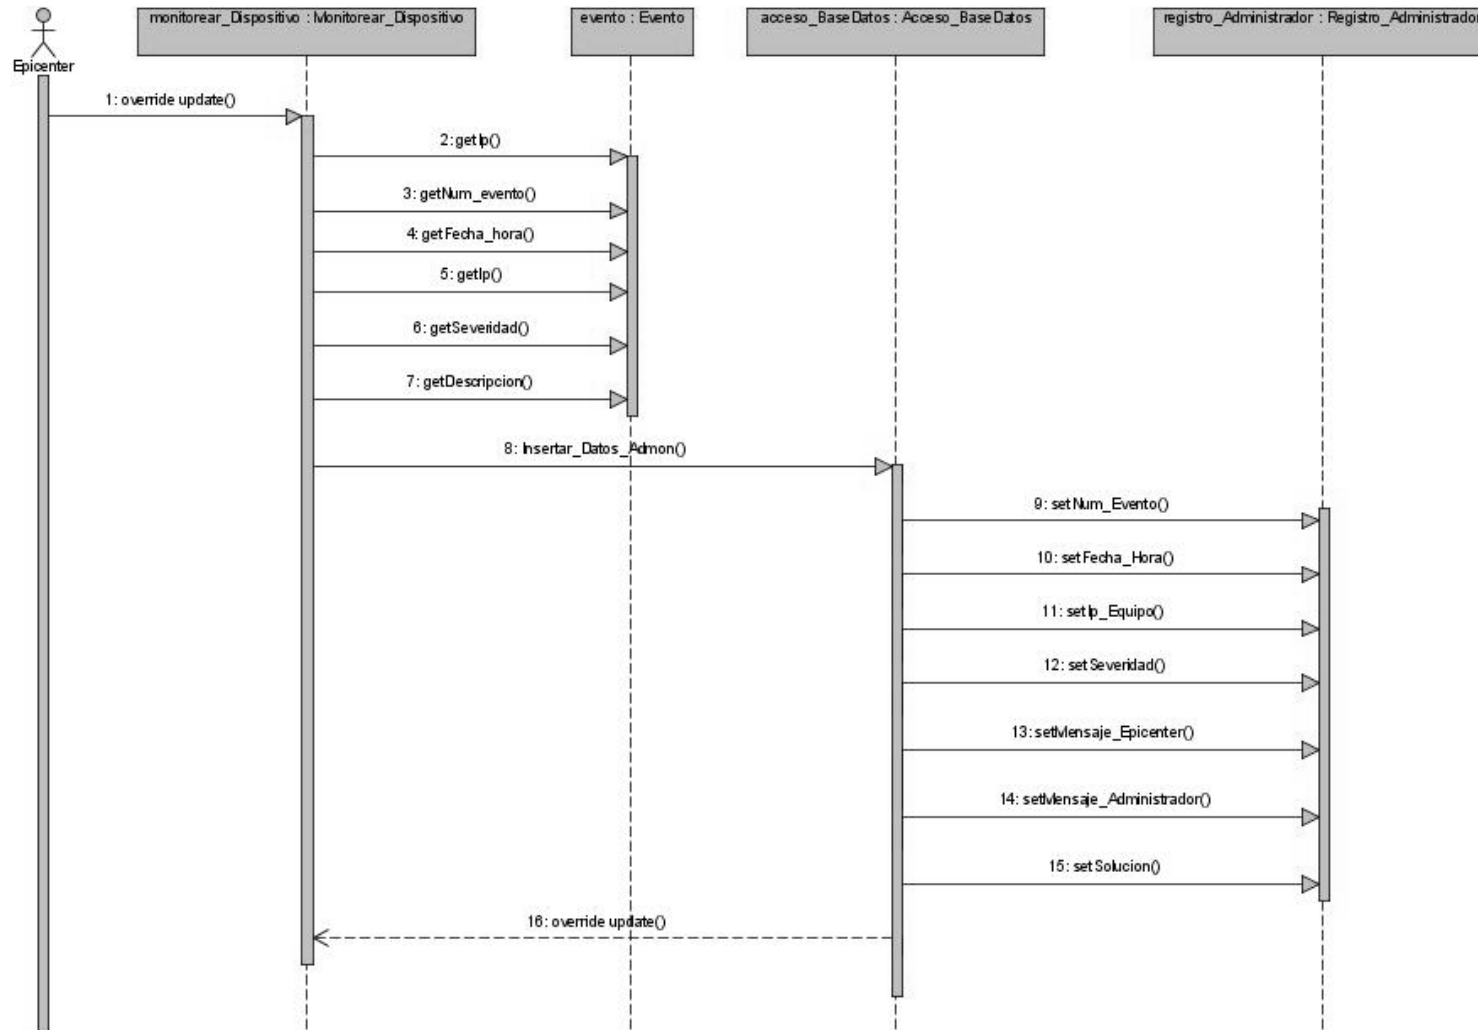 monitorear_Dispositivo : Monitorear_Dispositivo
evento : Evento
acceso_BaseDatos : Acceso_BaseDatos
registro_Administrador : Registro_Administrador
Epicenter
1: override update()
2: getIp()
3: getNum_evento()
4: getFecha_hora()
5: getIp()
6: getSeveridad()
7: getDescripcion()
8: Insertar_Datos_Admon()
9: setNum_Evento()
10: setFecha_Hora()
11: setIp_Equipo()
12: setSeveridad()
13: setMensaje_Epicenter()
14: setMensaje_Administrador()
15: setSolucion()
16: override update()